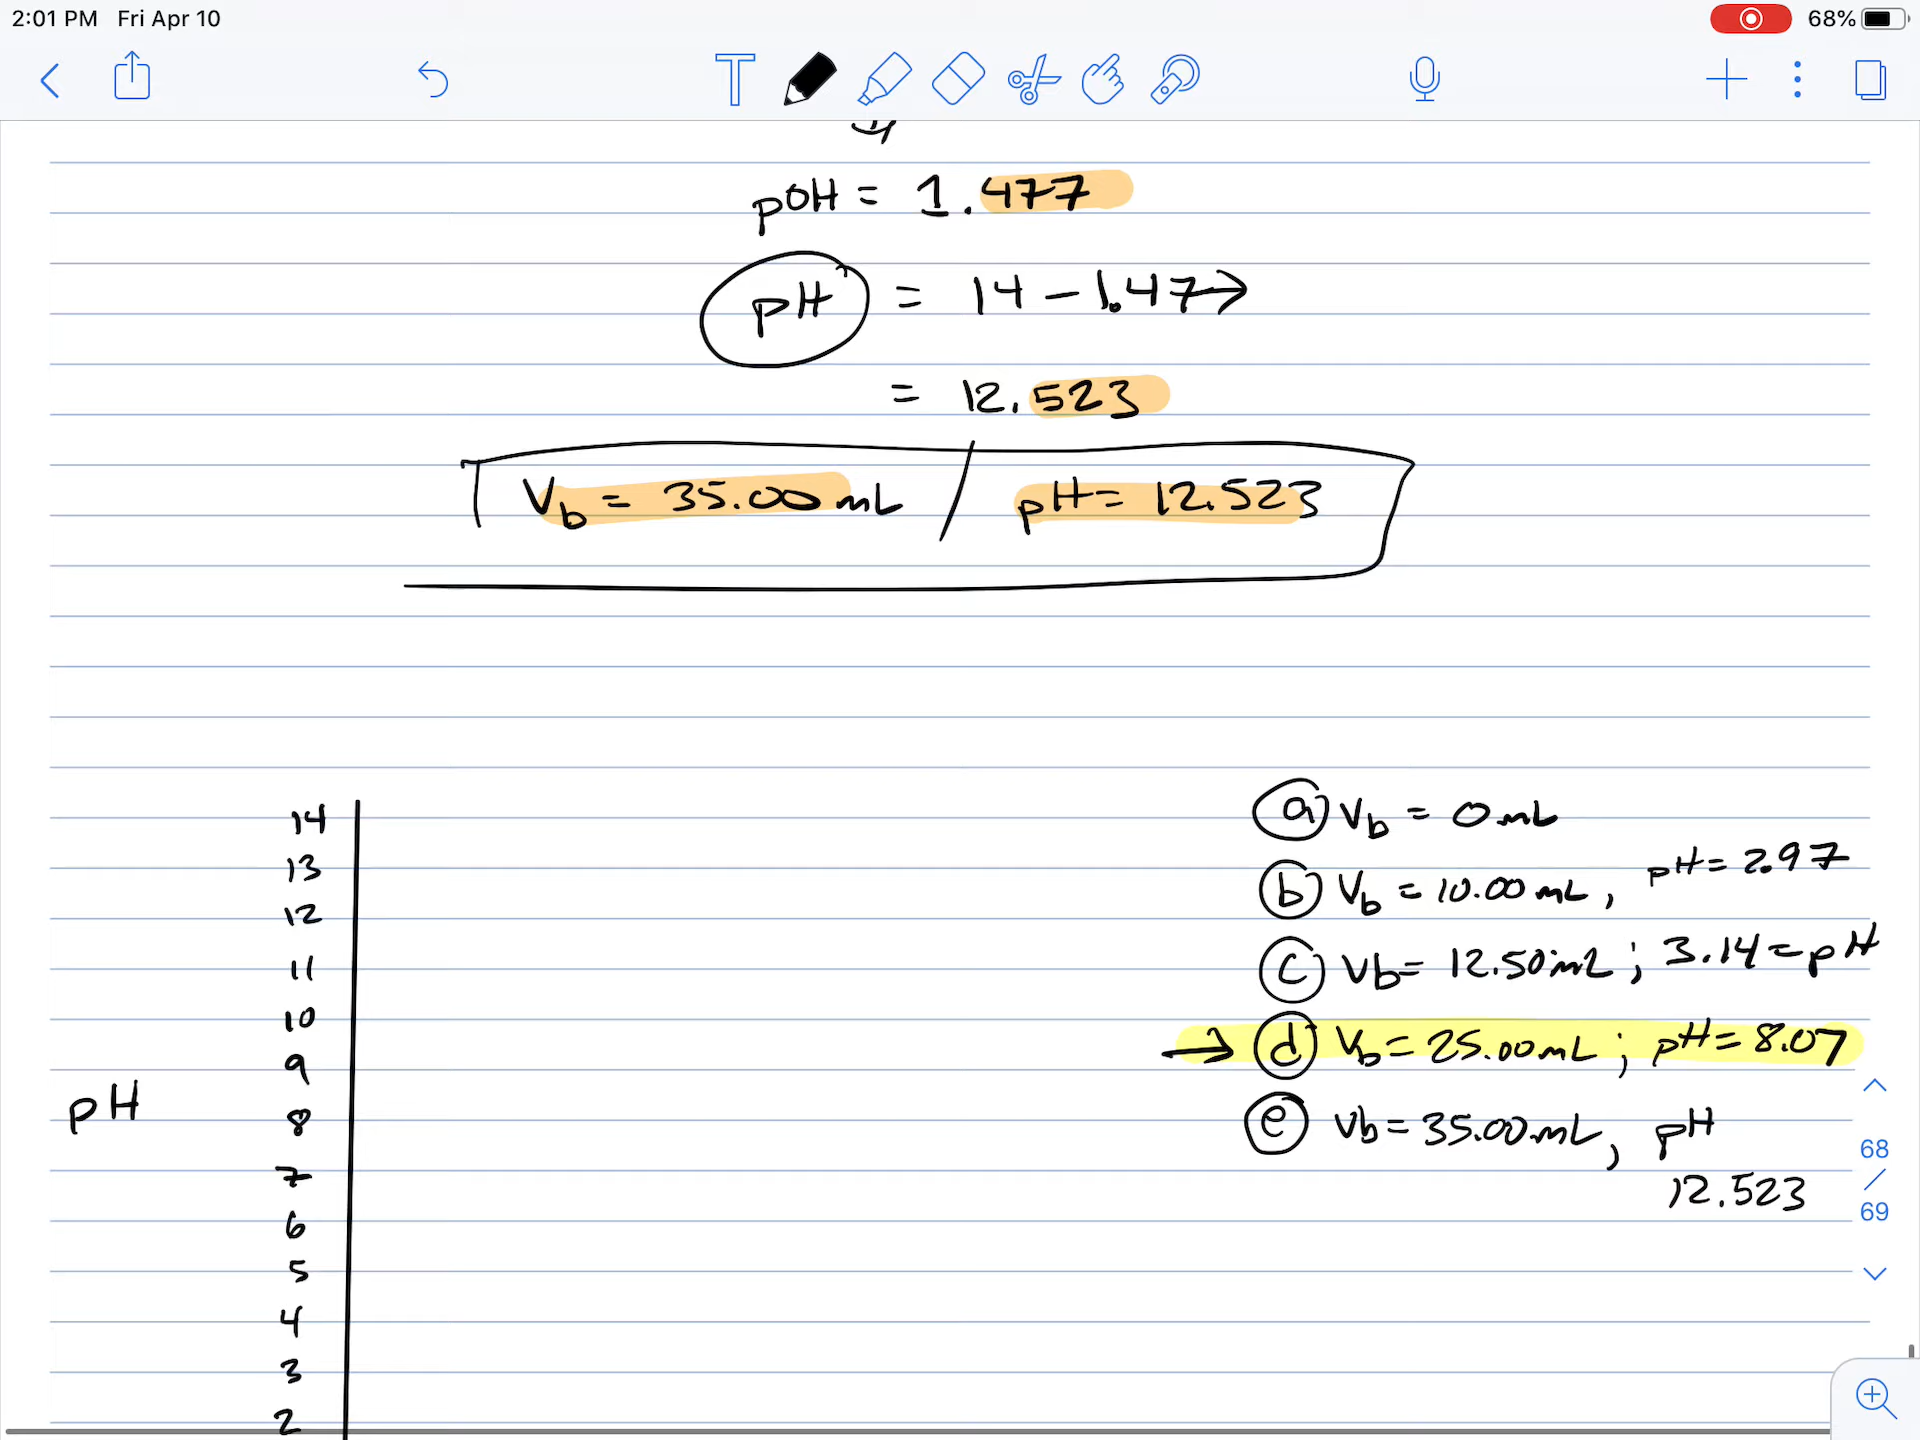 2:01 PM Fri Apr 10
68%
T
pOH = 1.477
pH = 14 - 1.47→
= 12.523
Vb = 35.00 mL / pH = 12.523
14
13
12
11
10
9
pH
8
7
6
5
4
3
2
a Vb = 0 mL
b Vb = 10.00 mL, pH = 2.97
c Vb = 12.50 mL ; 3.14 = pH
→ d Vb = 25.00 mL ; pH = 8.07
e Vb = 35.00 mL, pH
12.523
68
/
69